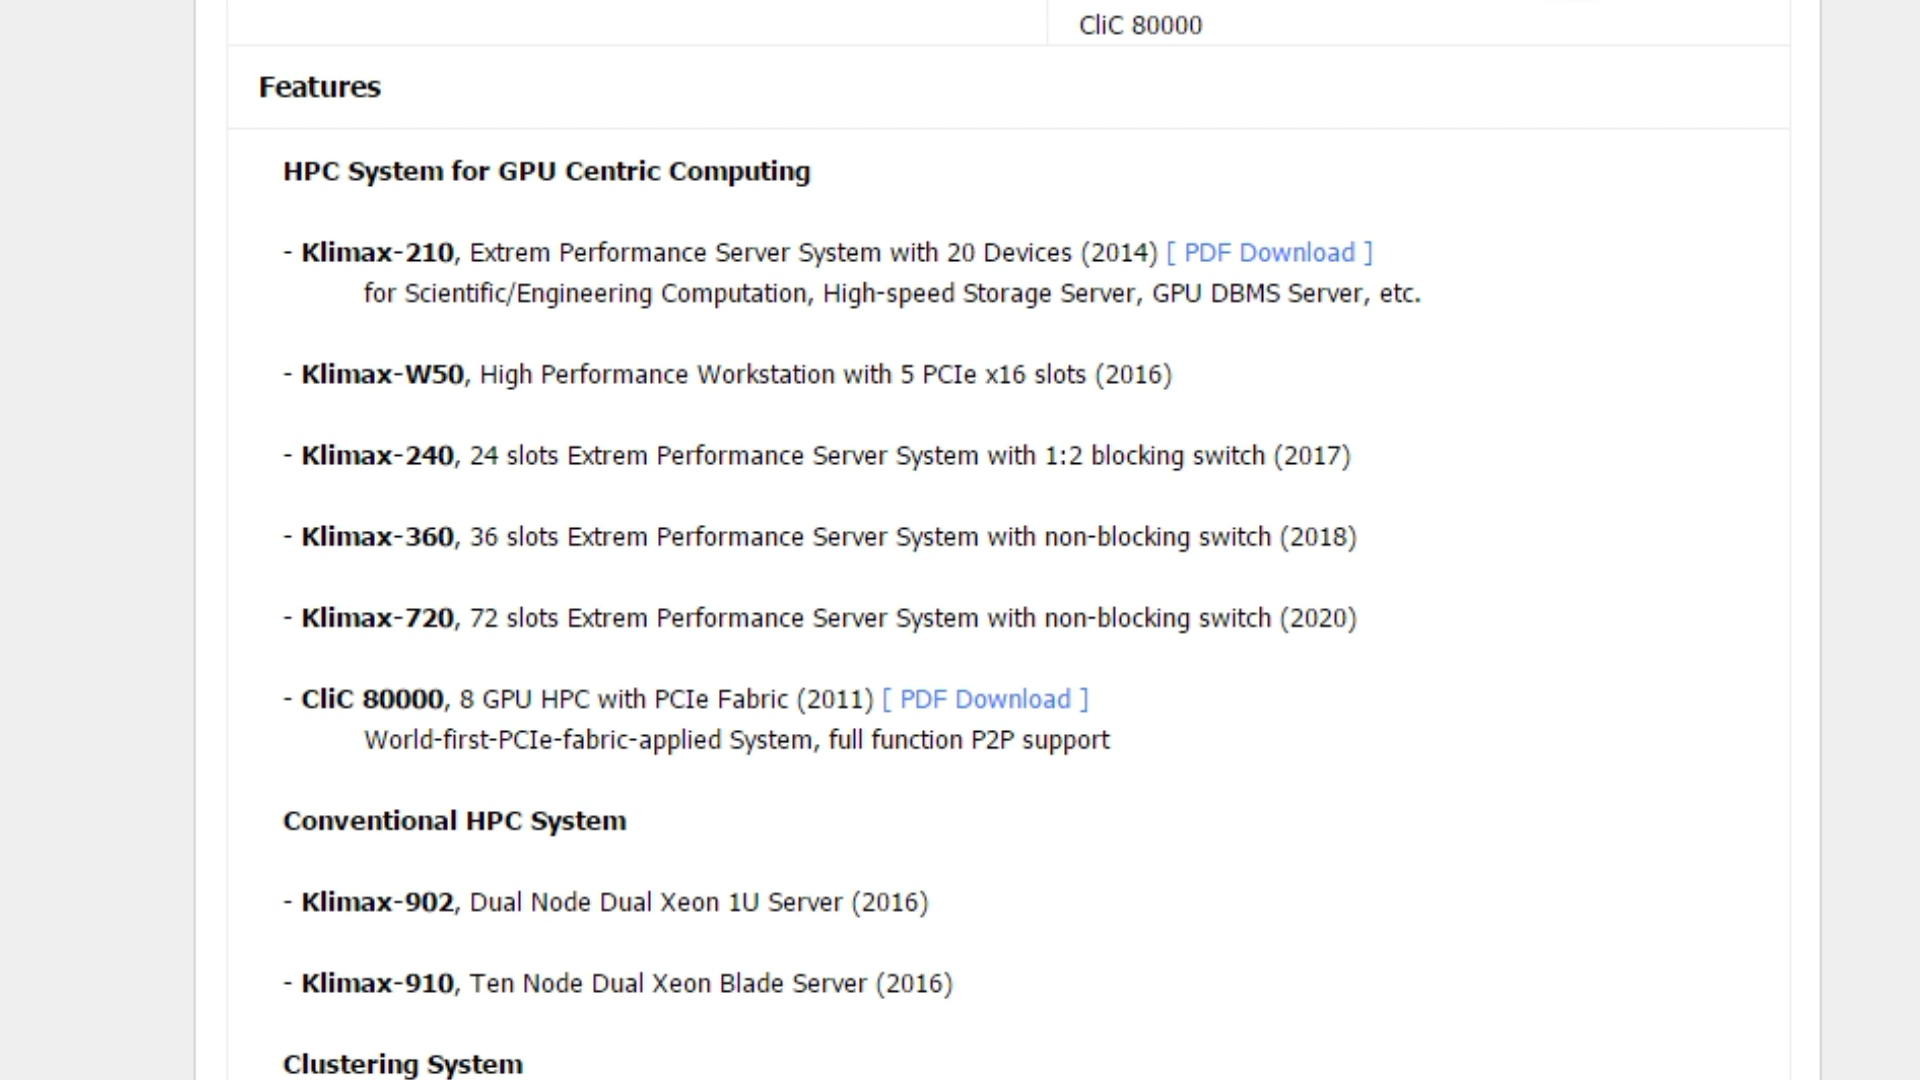 CliC 80000
Features
HPC System for GPU Centric Computing
- Klimax-210, Extrem Performance Server System with 20 Devices (2014) [ PDF Download ]
for Scientific/Engineering Computation, High-speed Storage Server, GPU DBMS Server, etc.
- Klimax-W50, High Performance Workstation with 5 PCIe x16 slots (2016)
- Klimax-240, 24 slots Extrem Performance Server System with 1:2 blocking switch (2017)
- Klimax-360, 36 slots Extrem Performance Server System with non-blocking switch (2018)
- Klimax-720, 72 slots Extrem Performance Server System with non-blocking switch (2020)
- CliC 80000, 8 GPU HPC with PCIe Fabric (2011) [ PDF Download ]
World-first-PCIe-fabric-applied System, full function P2P support
Conventional HPC System
- Klimax-902, Dual Node Dual Xeon 1U Server (2016)
- Klimax-910, Ten Node Dual Xeon Blade Server (2016)
Clustering System